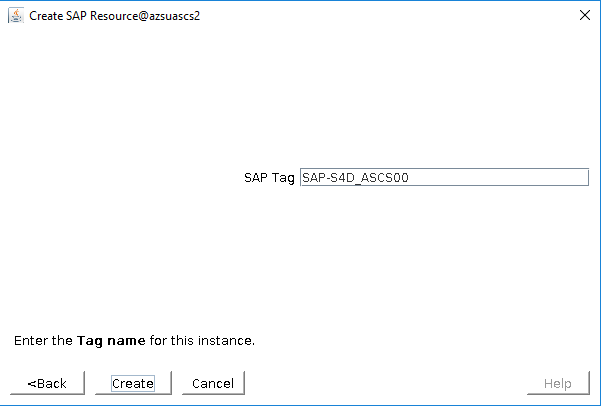 Create SAP Resource@azsuascs2
SAP Tag SAP-S4D_ASCS00
Enter the Tag name for this instance.
<Back Create Cancel Help